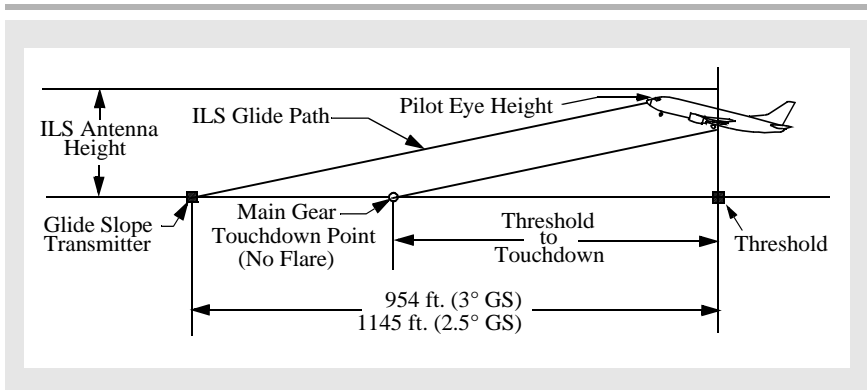 ILS Antenna
Height
ILS Glide Path
Pilot Eye Height
Glide Slope
Transmitter
Main Gear
Touchdown Point
(No Flare)
Threshold
to
Touchdown
Threshold
954 ft. (3° GS)
1145 ft. (2.5° GS)